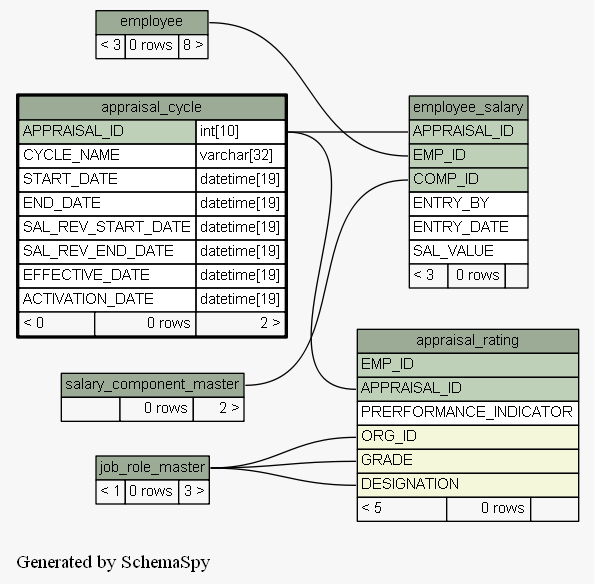 employee
< 3 0 rows 8 >
appraisal_cycle
APPRAISAL_ID int[10]
CYCLE_NAME varchar[32]
START_DATE datetime[19]
END_DATE datetime[19]
SAL_REV_START_DATE datetime[19]
SAL_REV_END_DATE datetime[19]
EFFECTIVE_DATE datetime[19]
ACTIVATION_DATE datetime[19]
< 0 0 rows 2 >
employee_salary
APPRAISAL_ID
EMP_ID
COMP_ID
ENTRY_BY
ENTRY_DATE
SAL_VALUE
< 3 0 rows
salary_component_master
0 rows 2 >
appraisal_rating
EMP_ID
APPRAISAL_ID
PRERFORMANCE_INDICATOR
ORG_ID
GRADE
DESIGNATION
< 5 0 rows
job_role_master
< 1 0 rows 3 >
Generated by SchemaSpy